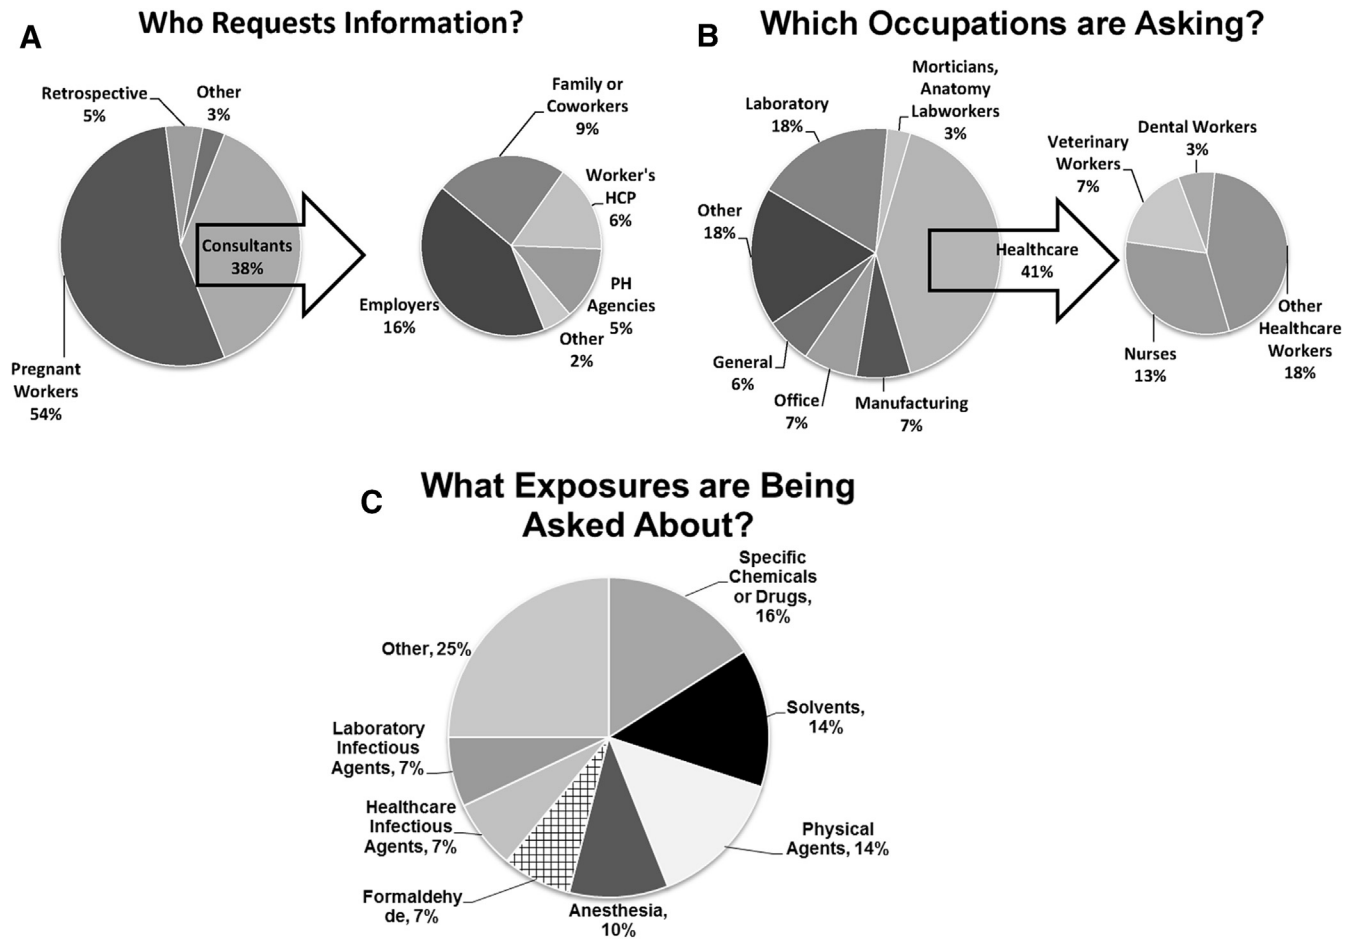 A
Who Requests Information?
Retrospective
5%
Other
3%
Consultants
38%
Pregnant
Workers
54%
Family or
Coworkers
9%
Worker's
HCP
6%
PH
Agencies
5%
Other
2%
Employers
16%
B
Which Occupations are Asking?
Morticians,
Anatomy
Labworkers
3%
Laboratory
18%
Other
18%
General
6%
Office
7%
Manufacturing
7%
Healthcare
41%
Dental Workers
3%
Veterinary
Workers
7%
Nurses
13%
Other
Healthcare
Workers
18%
C
What Exposures are Being
Asked About?
Specific
Chemicals
or Drugs,
16%
Solvents,
14%
Physical
Agents, 14%
Anesthesia,
10%
Formaldehy
de, 7%
Healthcare
Infectious
Agents, 7%
Laboratory
Infectious
Agents, 7%
Other, 25%